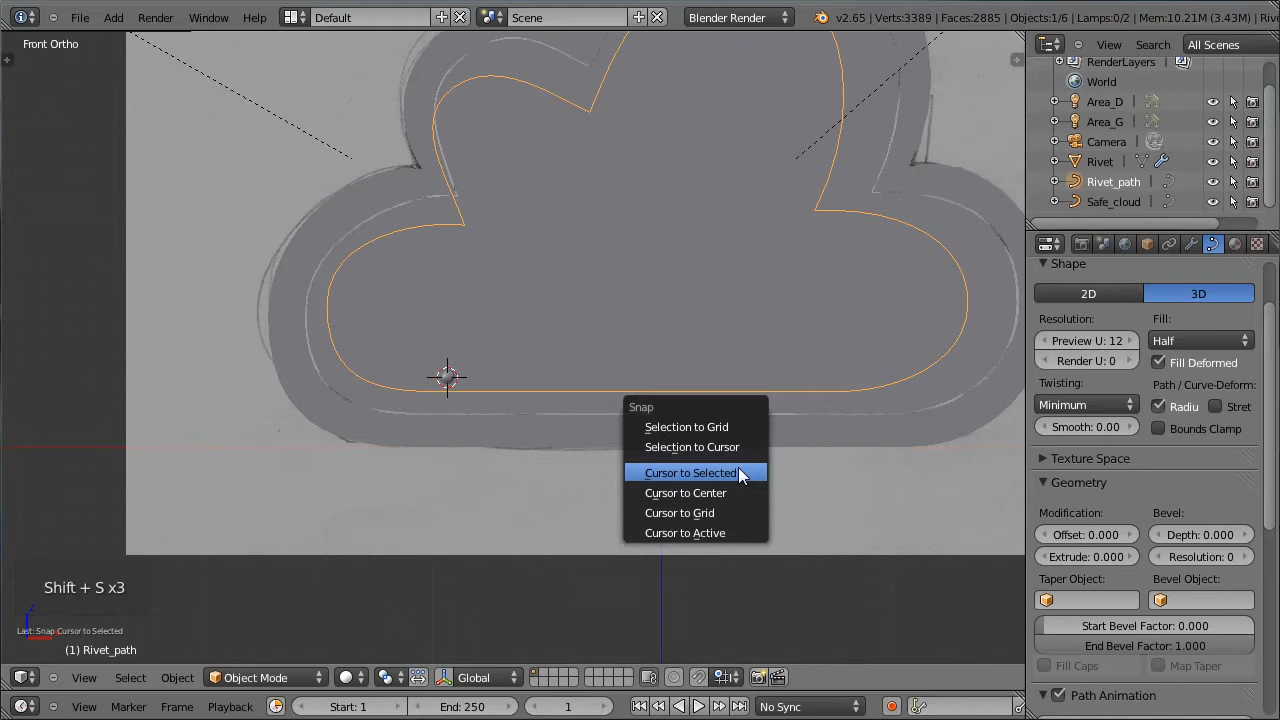 File Add Render Window Help Default Scene Blender Render v2.65 | Verts:3389 | Faces:2885 | Objects:1/6 | Lamps:0/2 | Mem:10.21M (3.43M) | Rive
Front Ortho
View Search All Scenes
RenderLayers
World
Area_D
Area_G
Camera
Rivet
Rivet_path
Safe_cloud
Shape
2D 3D
Resolution: Fill:
Preview U: 12 Half
Render U: 0 Fill Deformed
Twisting: Path / Curve-Deform:
Minimum Radiu Stret
Smooth: 0.00 Bounds Clamp
Texture Space
Geometry
Modification: Bevel:
Offset: 0.000 Depth: 0.000
Extrude: 0.000 Resolution: 0
Taper Object: Bevel Object:
Start Bevel Factor: 0.000
End Bevel Factor: 1.000
Fill Caps Map Taper
Path Animation
Snap
Selection to Grid
Selection to Cursor
Cursor to Selected
Cursor to Center
Cursor to Grid
Cursor to Active
Shift + S x3
z
Last: Snap Cursor to Selected
(1) Rivet_path
View Select Object Object Mode Global
View Marker Frame Playback Start: 1 End: 250 1 No Sync